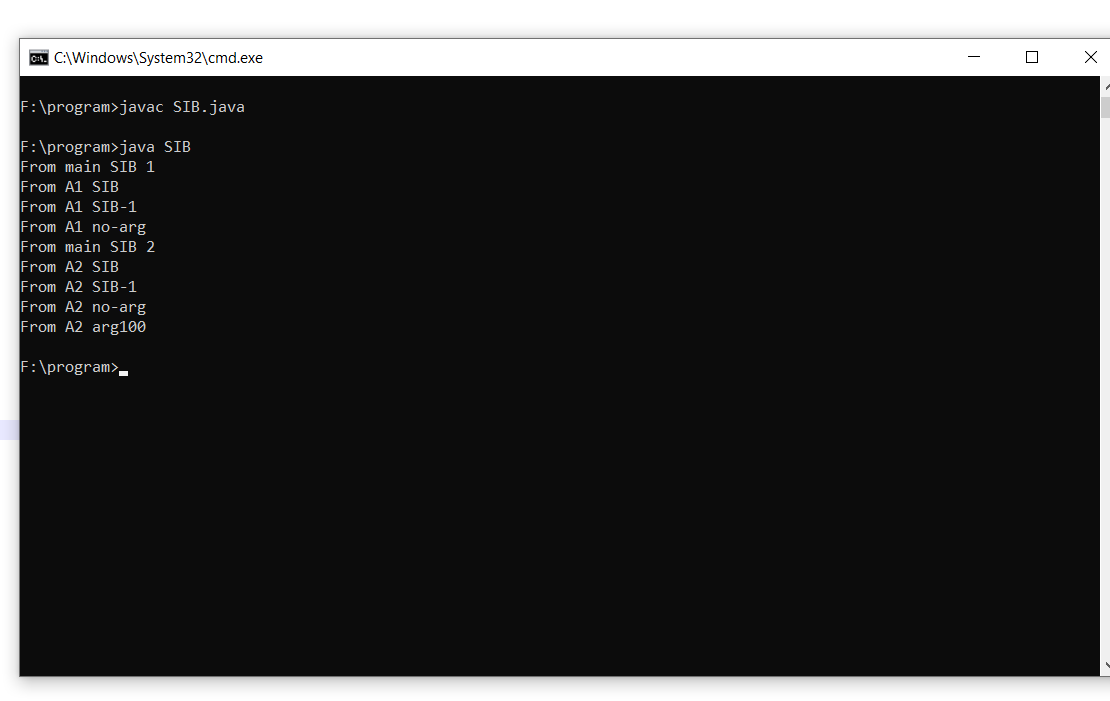 C:\Windows\System32\cmd.exe
F:\program>javac SIB.java
F:\program>java SIB
From main SIB 1
From A1 SIB
From A1 SIB-1
From A1 no-arg
From main SIB 2
From A2 SIB
From A2 SIB-1
From A2 no-arg
From A2 arg100
F:\program>